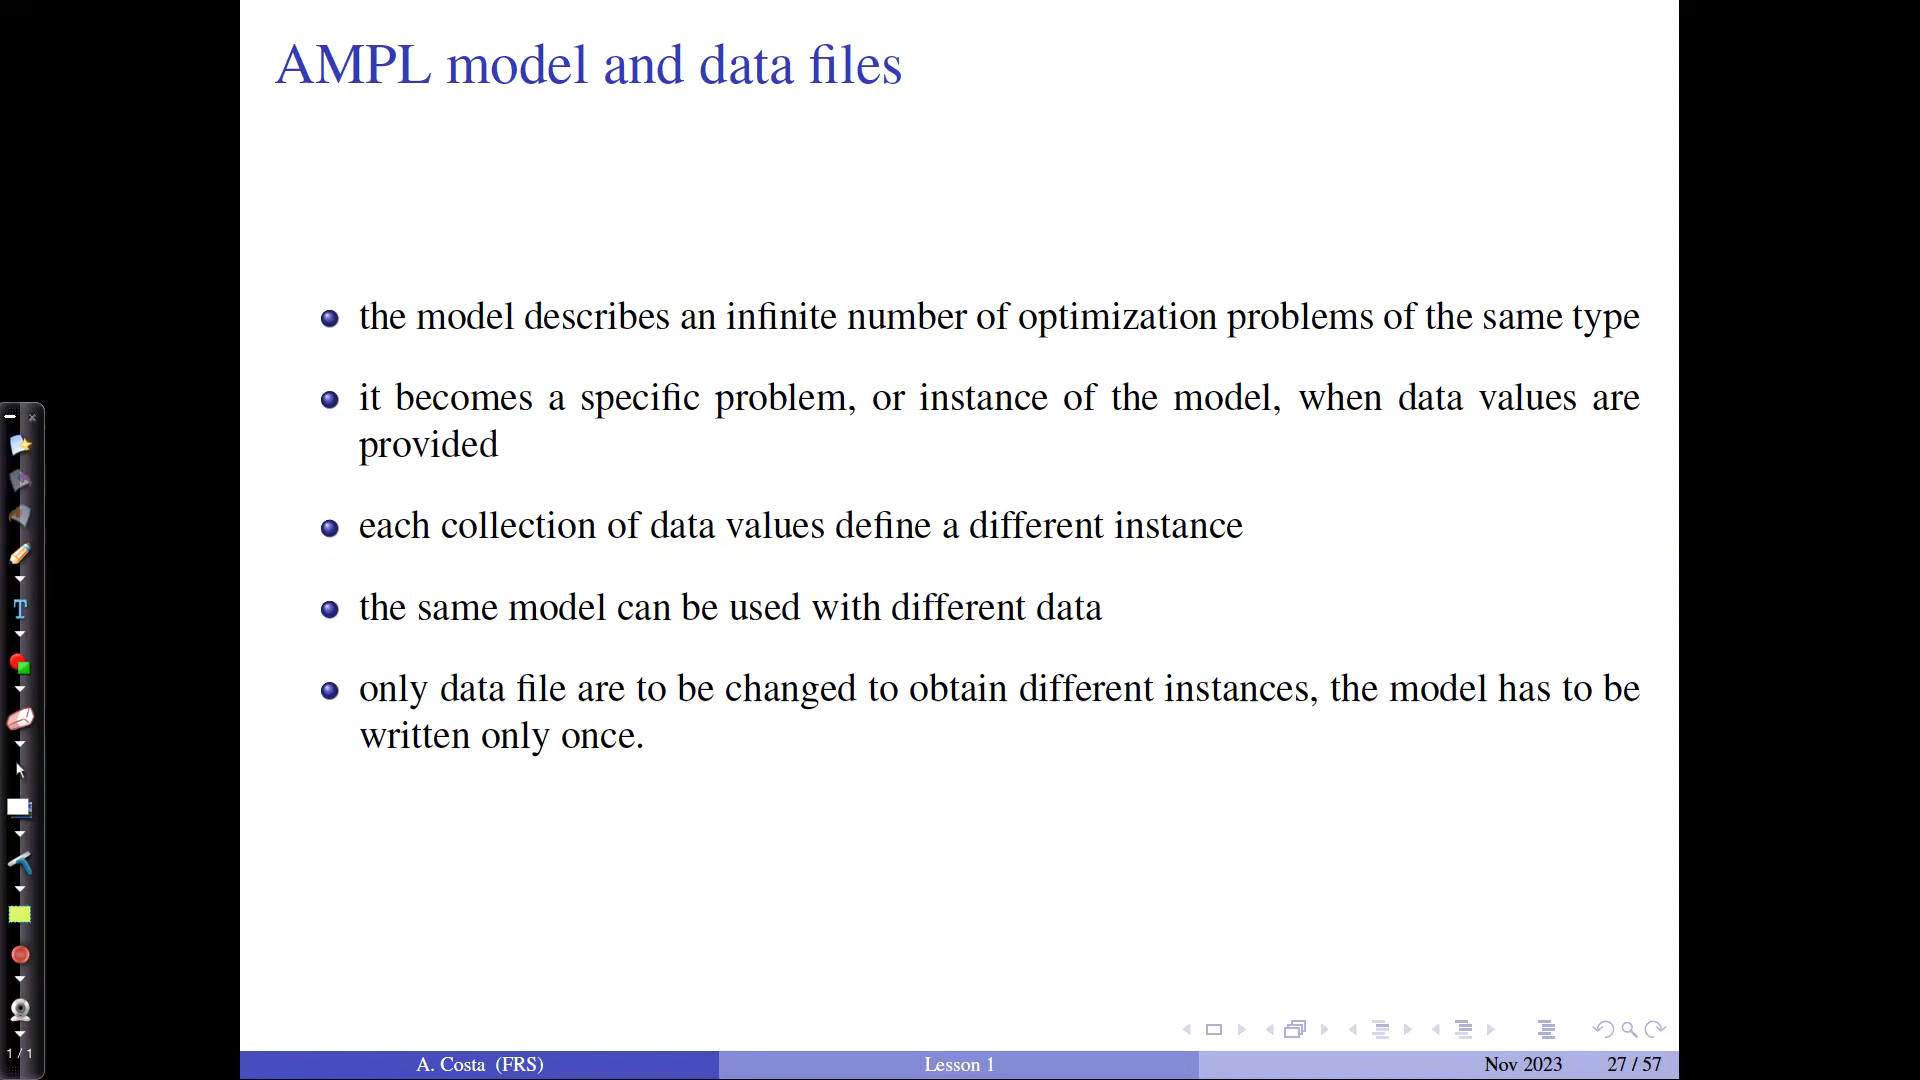 AMPL model and data files
the model describes an infinite number of optimization problems of the same type
it becomes a specific problem, or instance of the model, when data values are
provided
each collection of data values define a different instance
the same model can be used with different data
only data file are to be changed to obtain different instances, the model has to be
written only once.
T
1 / 1
A. Costa (FRS) Lesson 1 Nov 2023 27 / 57